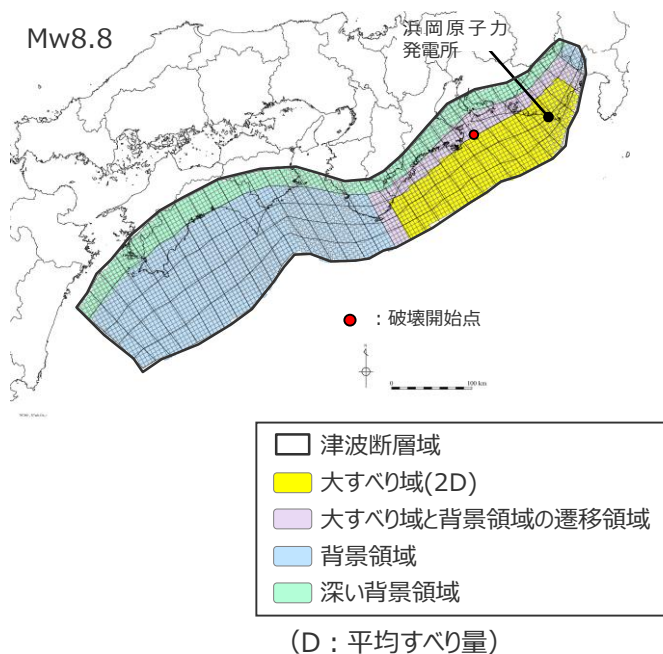 Mw8.8
浜岡原子力
発電所
：破壊開始点
0 100 km
津波断層域
大すべり域(2D)
大すべり域と背景領域の遷移領域
背景領域
深い背景領域
（D：平均すべり量）